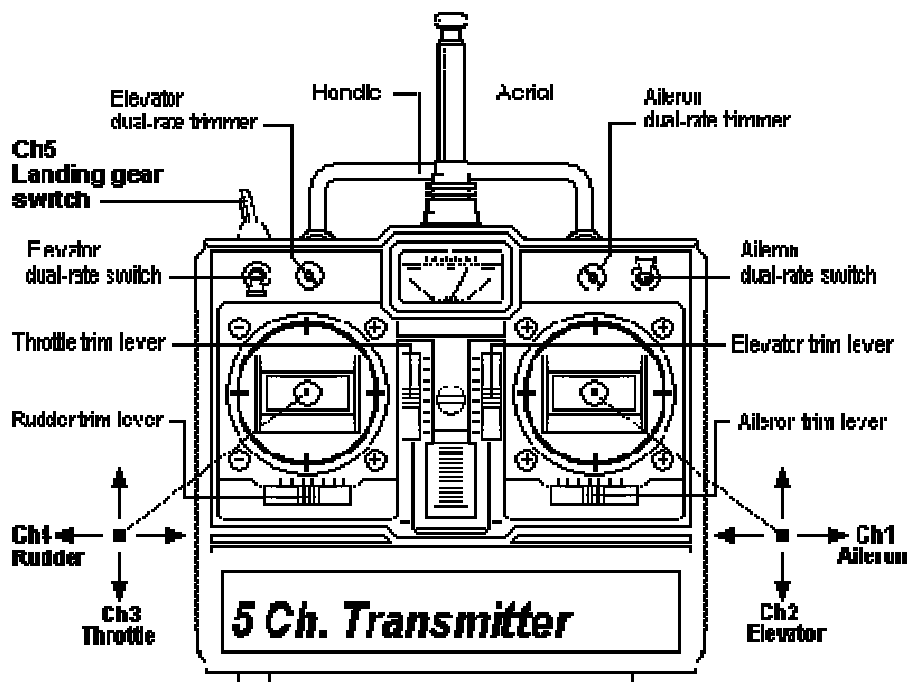 Elevator
dual-rate trimmer
Handle
Aerial
Aileron
dual-rate trimmer
Ch5
Landing gear
switch
Elevator
dual-rate switch
Aileron
dual-rate switch
Throttle trim lever
Elevator trim lever
Rudder trim lever
Aileron trim lever
Ch4
Rudder
Ch1
Aileron
Ch3
Throttle
Ch2
Elevator
5 Ch. Transmitter